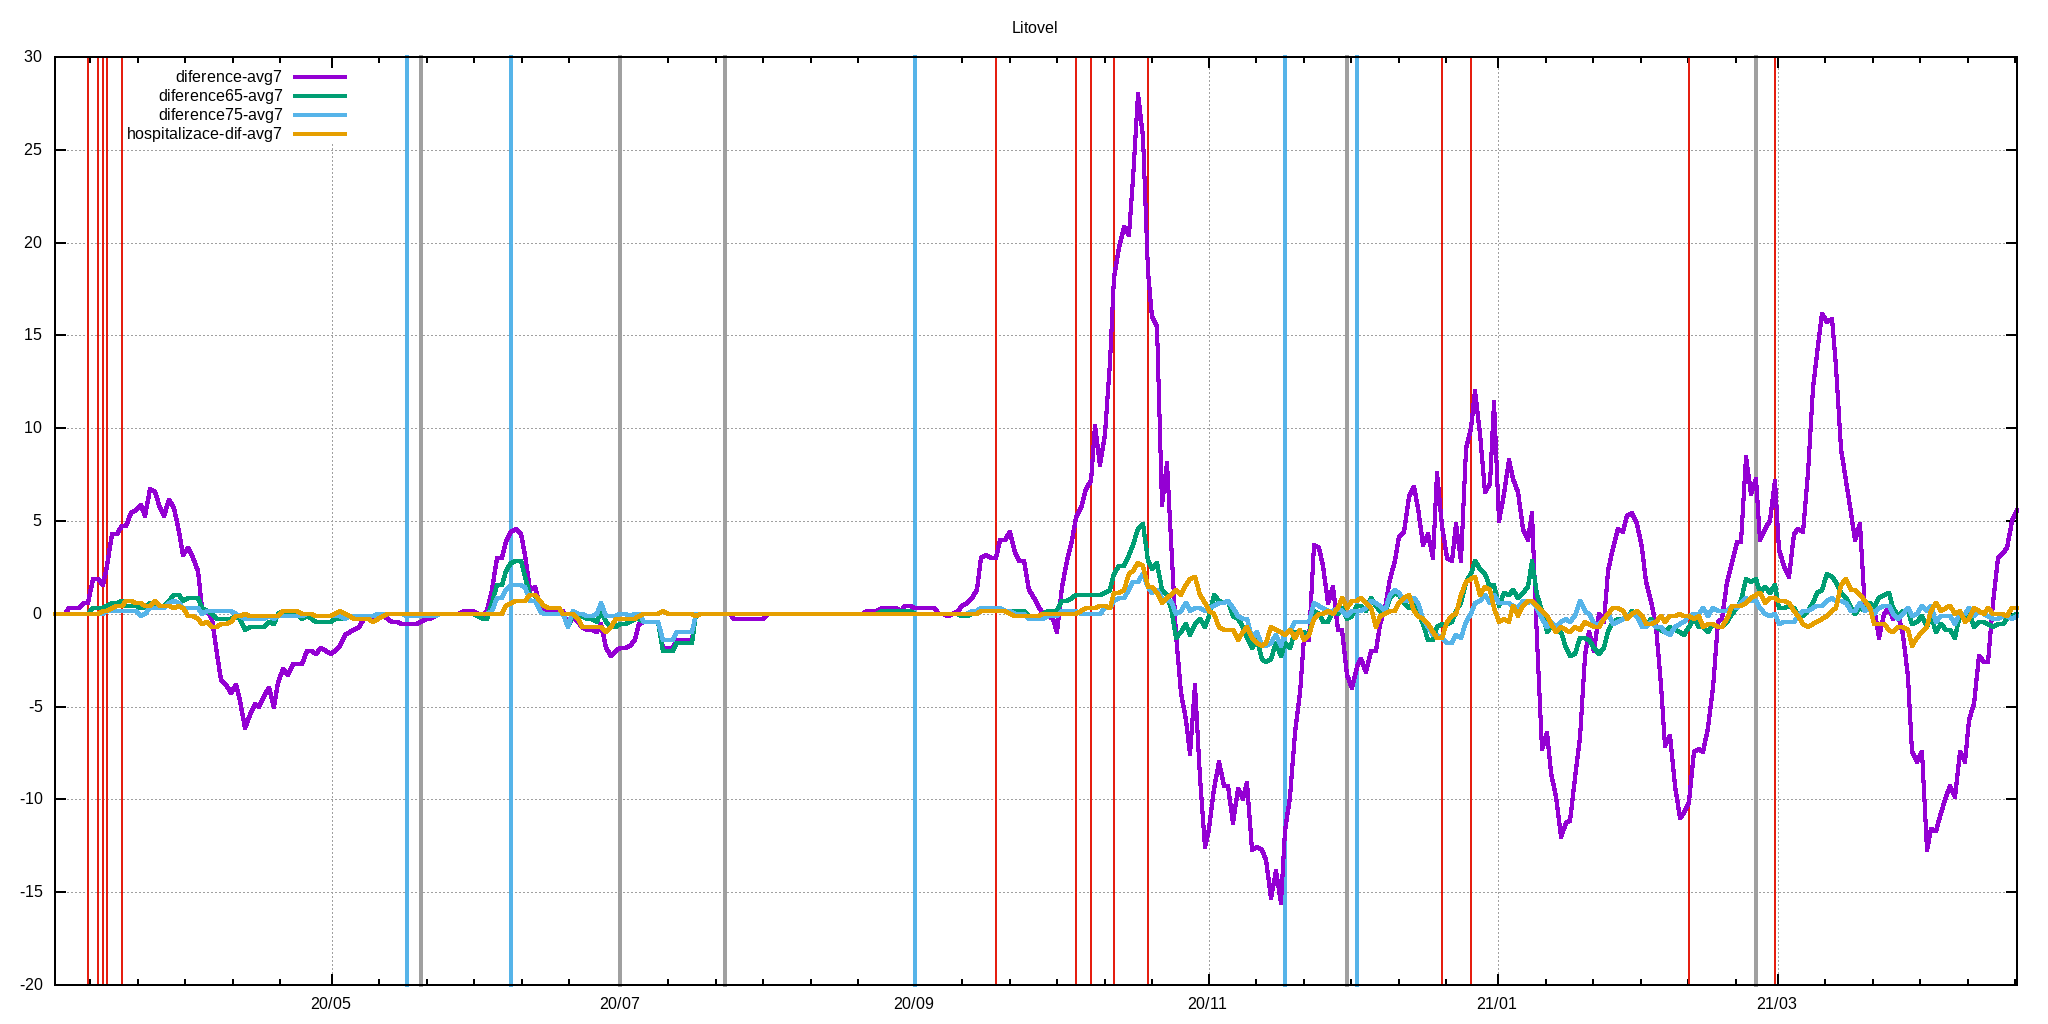 Litovel
30
diference-avg7
diference65-avg7
diference75-avg7
hospitalizace-dif-avg7
25
20
15
10
5
0
-5
-10
-15
-20
20/05 20/07 20/09 20/11 21/01 21/03